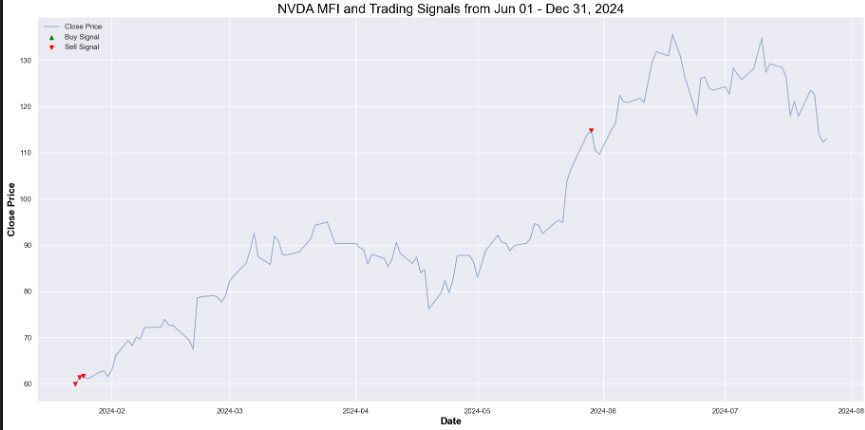 NVDA MFI and Trading Signals from Jun 01 - Dec 31, 2024
Close Price
Buy Signal
Sell Signal
130
120
110
100
90
80
70
60
Close Price
2024-02
2024-03
2024-04
2024-05
2024-06
2024-07
2024-08
Date